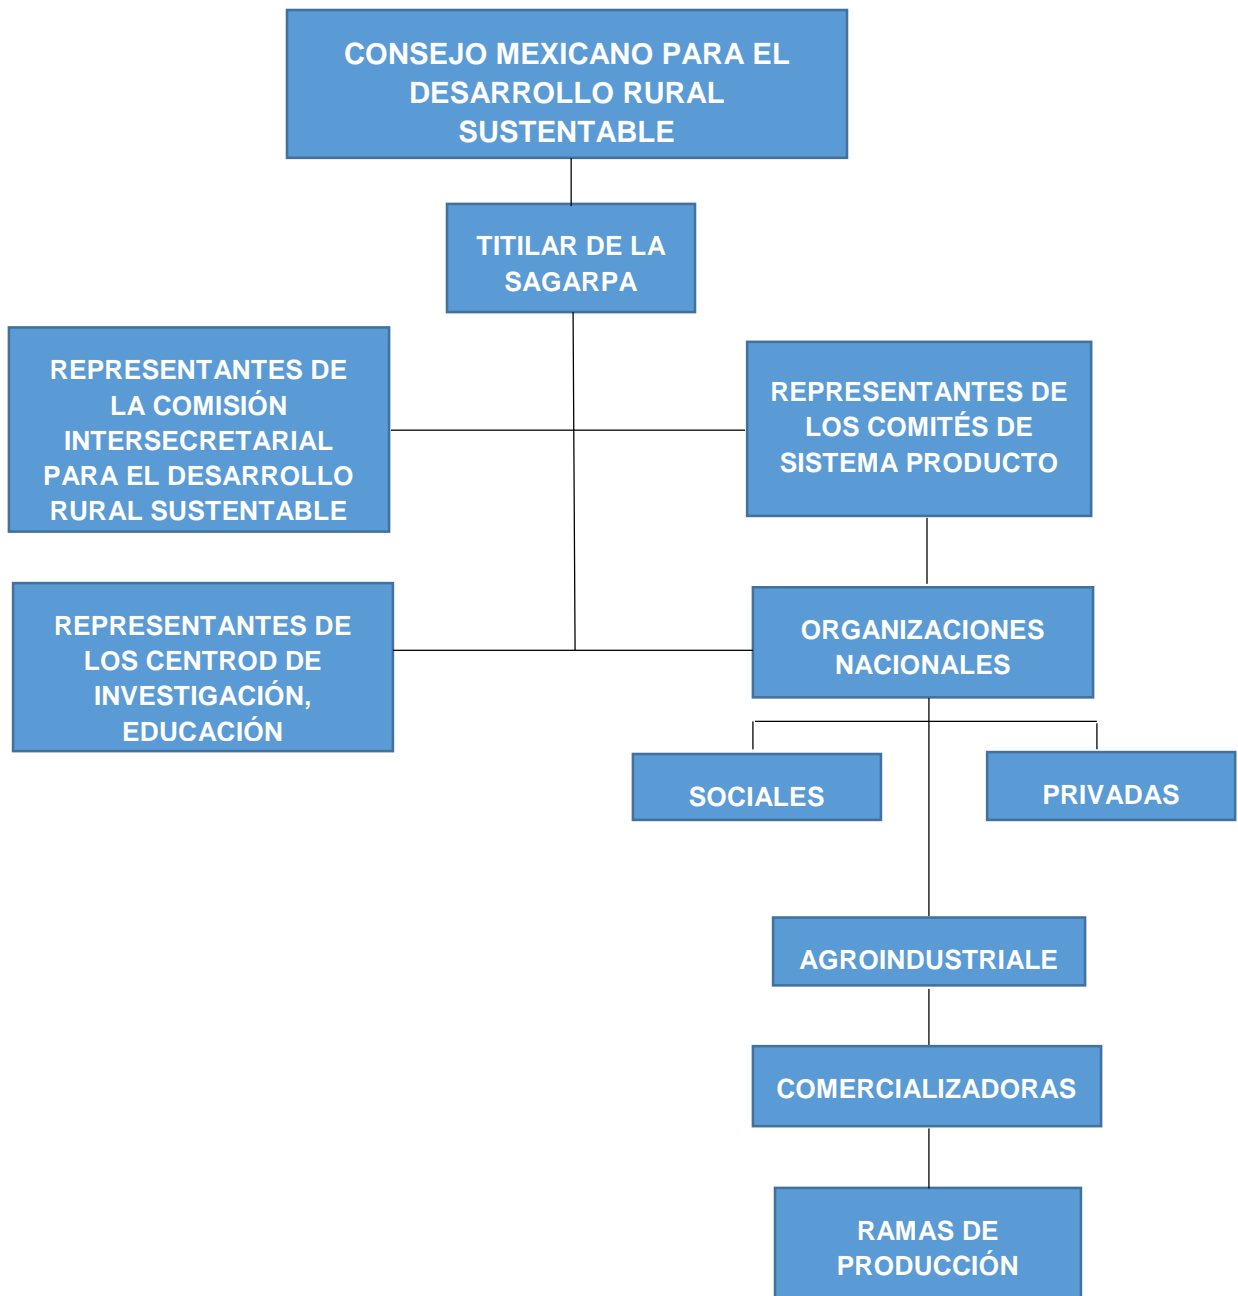 CONSEJO MEXICANO PARA EL
DESARROLLO RURAL
SUSTENTABLE
TITILAR DE LA
SAGARPA
REPRESENTANTES DE
LA COMISIÓN
INTERSECRETARIAL
PARA EL DESARROLLO
RURAL SUSTENTABLE
REPRESENTANTES DE
LOS COMITÉS DE
SISTEMA PRODUCTO
REPRESENTANTES DE
LOS CENTROD DE
INVESTIGACIÓN,
EDUCACIÓN
ORGANIZACIONES
NACIONALES
SOCIALES
PRIVADAS
AGROINDUSTRIALE
COMERCIALIZADORAS
RAMAS DE
PRODUCCIÓN